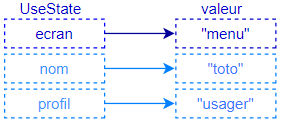 UseState valeur
ecran "menu"
nom "toto"
profil "usager"